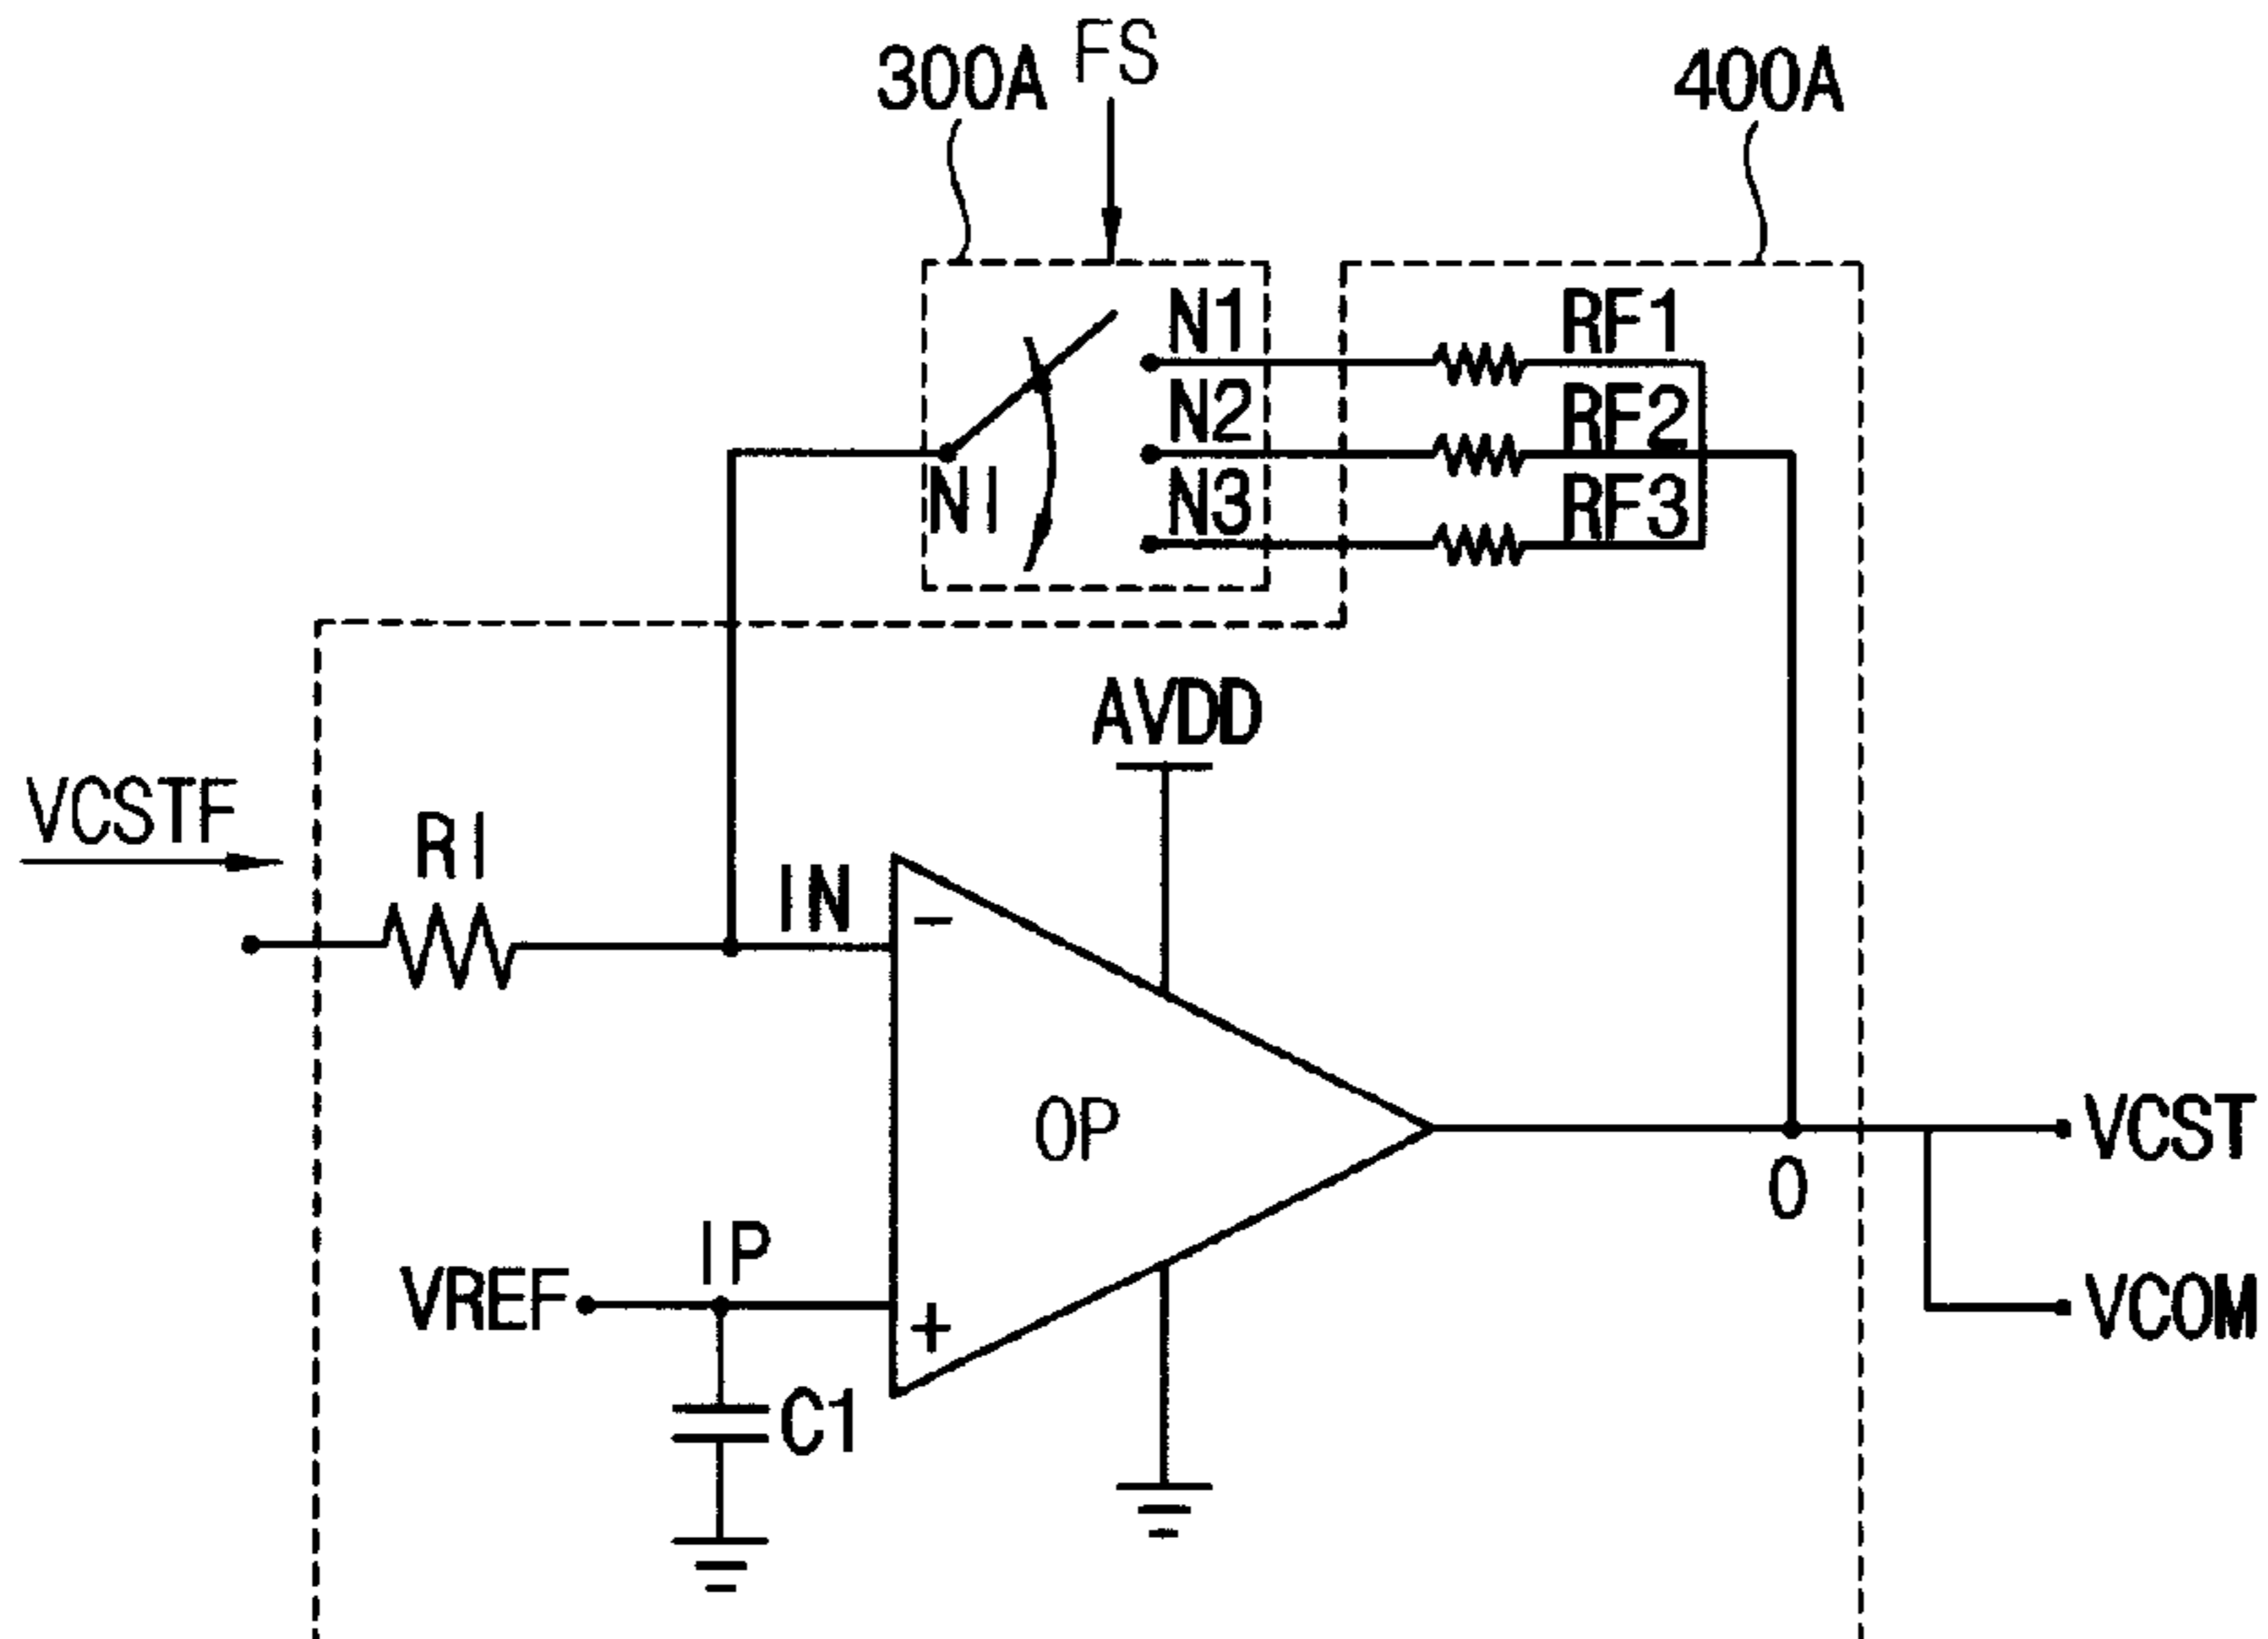 300A
FS
400A
N1
RF1
N2
RF2
NI
N3
RF3
AVDD
VCSTF
RI
IN
-
OP
VCST
O
IP
VREF
+
VCOM
C1